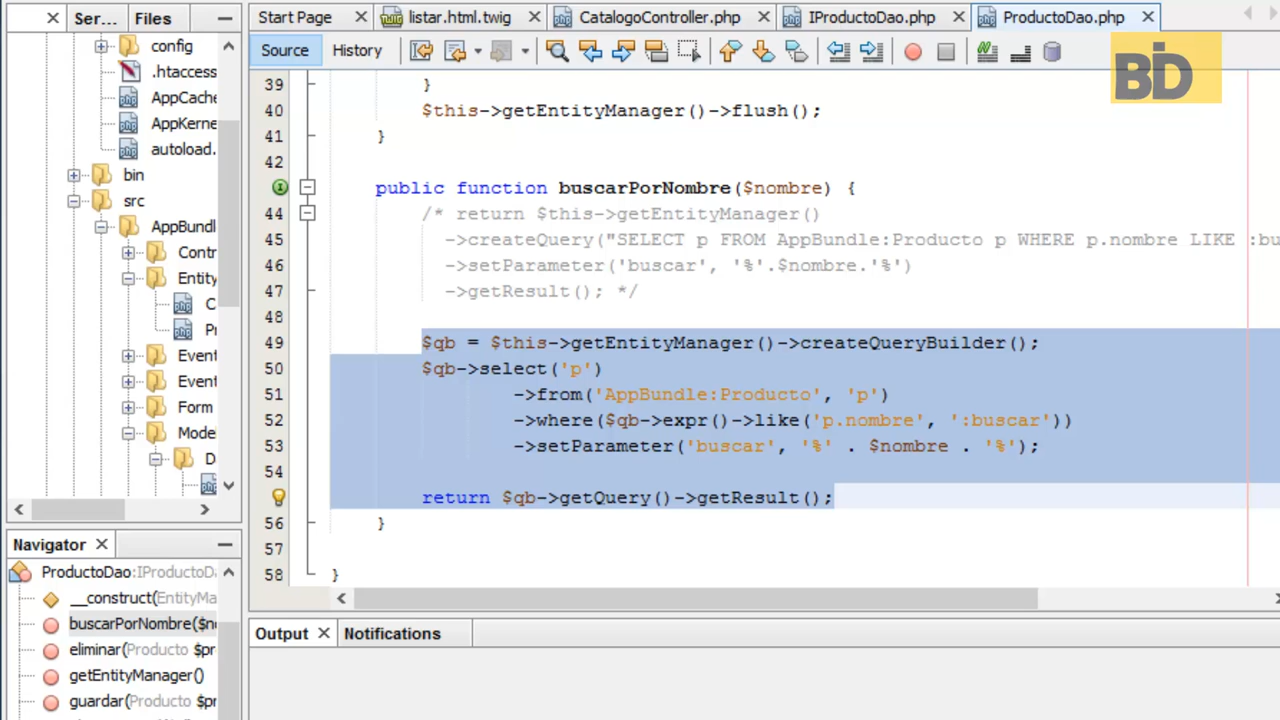 Ser... Files
Start Page listar.html.twig CatalogoController.php IProductoDao.php ProductoDao.php
Source History
BID
config
.htaccess
AppCache
AppKerne
autoload.
bin
src
AppBundl
Contr
Entity
C
Pr
Event
Event
Form
Mode
D
39 }
40 $this->getEntityManager()->flush();
41 }
42
public function buscarPorNombre($nombre) {
44 /* return $this->getEntityManager()
45 ->createQuery("SELECT p FROM AppBundle:Producto p WHERE p.nombre LIKE :bu
46 ->setParameter('buscar', '%'.$nombre.'%')
47 ->getResult(); */
48
49 $qb = $this->getEntityManager()->createQueryBuilder();
50 $qb->select('p')
51 ->from('AppBundle:Producto', 'p')
52 ->where($qb->expr()->like('p.nombre', ':buscar'))
53 ->setParameter('buscar', '%' . $nombre . '%');
54
return $qb->getQuery()->getResult();
56 }
57
58 }
Navigator
ProductoDao:IProductoDa
__construct(EntityMa
buscarPorNombre($no
eliminar(Producto $pr
getEntityManager()
guardar(Producto $pr
Output Notifications